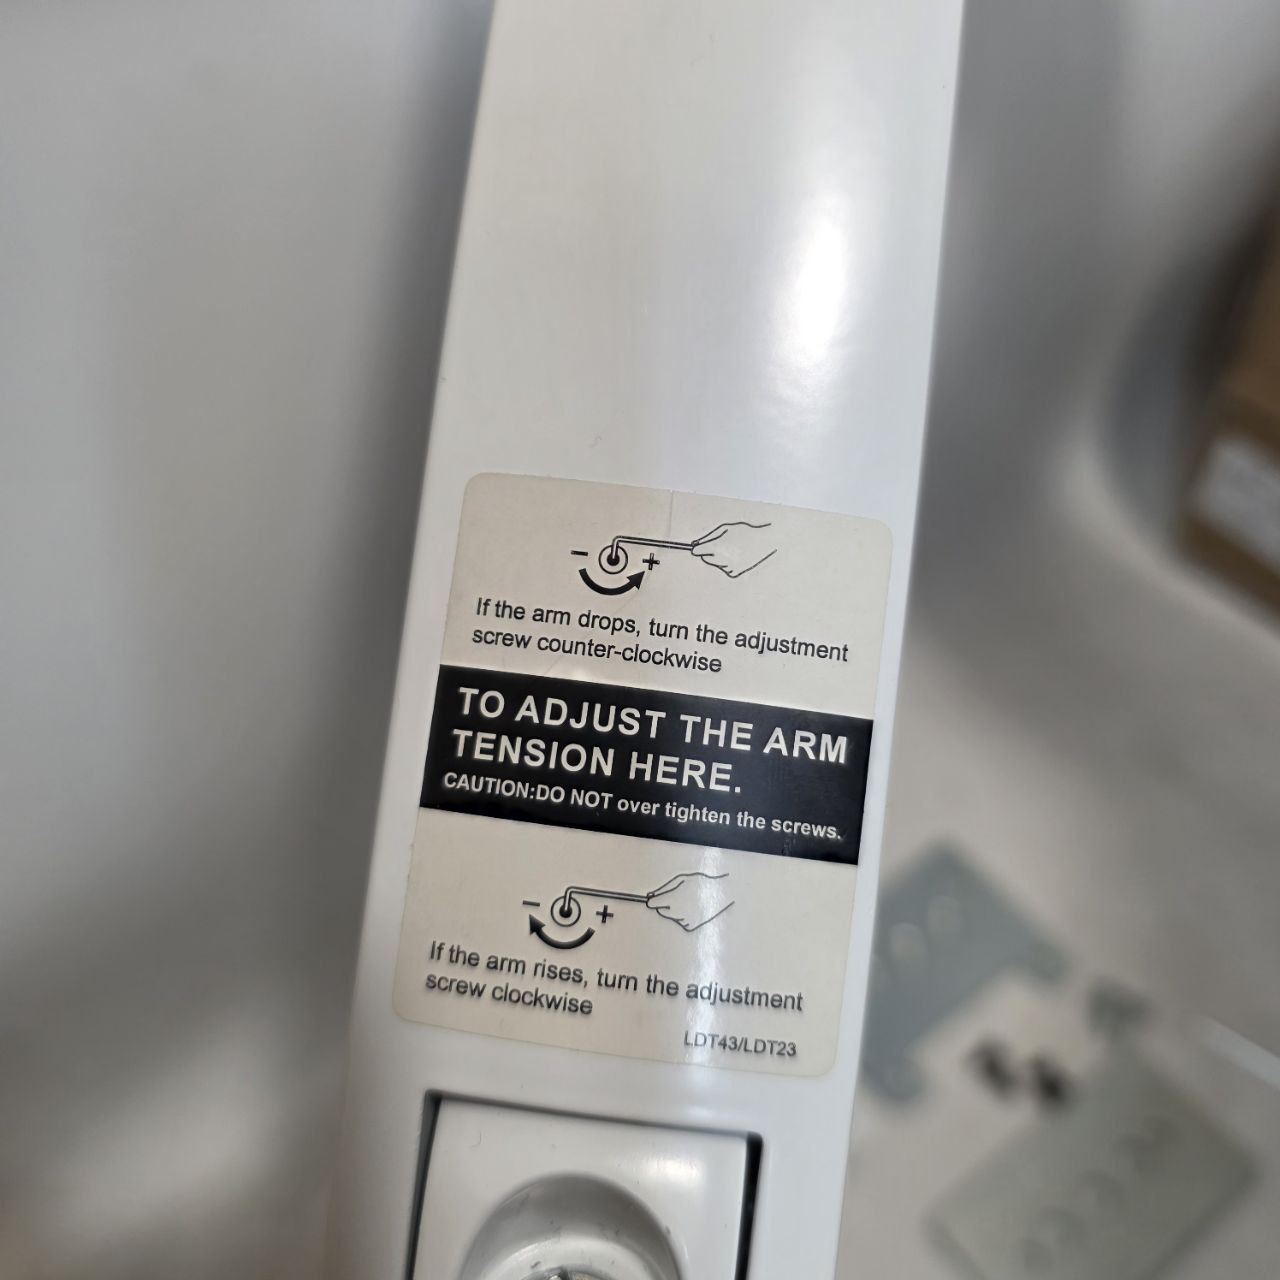 - +
If the arm drops, turn the adjustment
screw counter-clockwise
TO ADJUST THE ARM
TENSION HERE.
CAUTION:DO NOT over tighten the screws.
- +
If the arm rises, turn the adjustment
screw clockwise
LDT43/LDT23